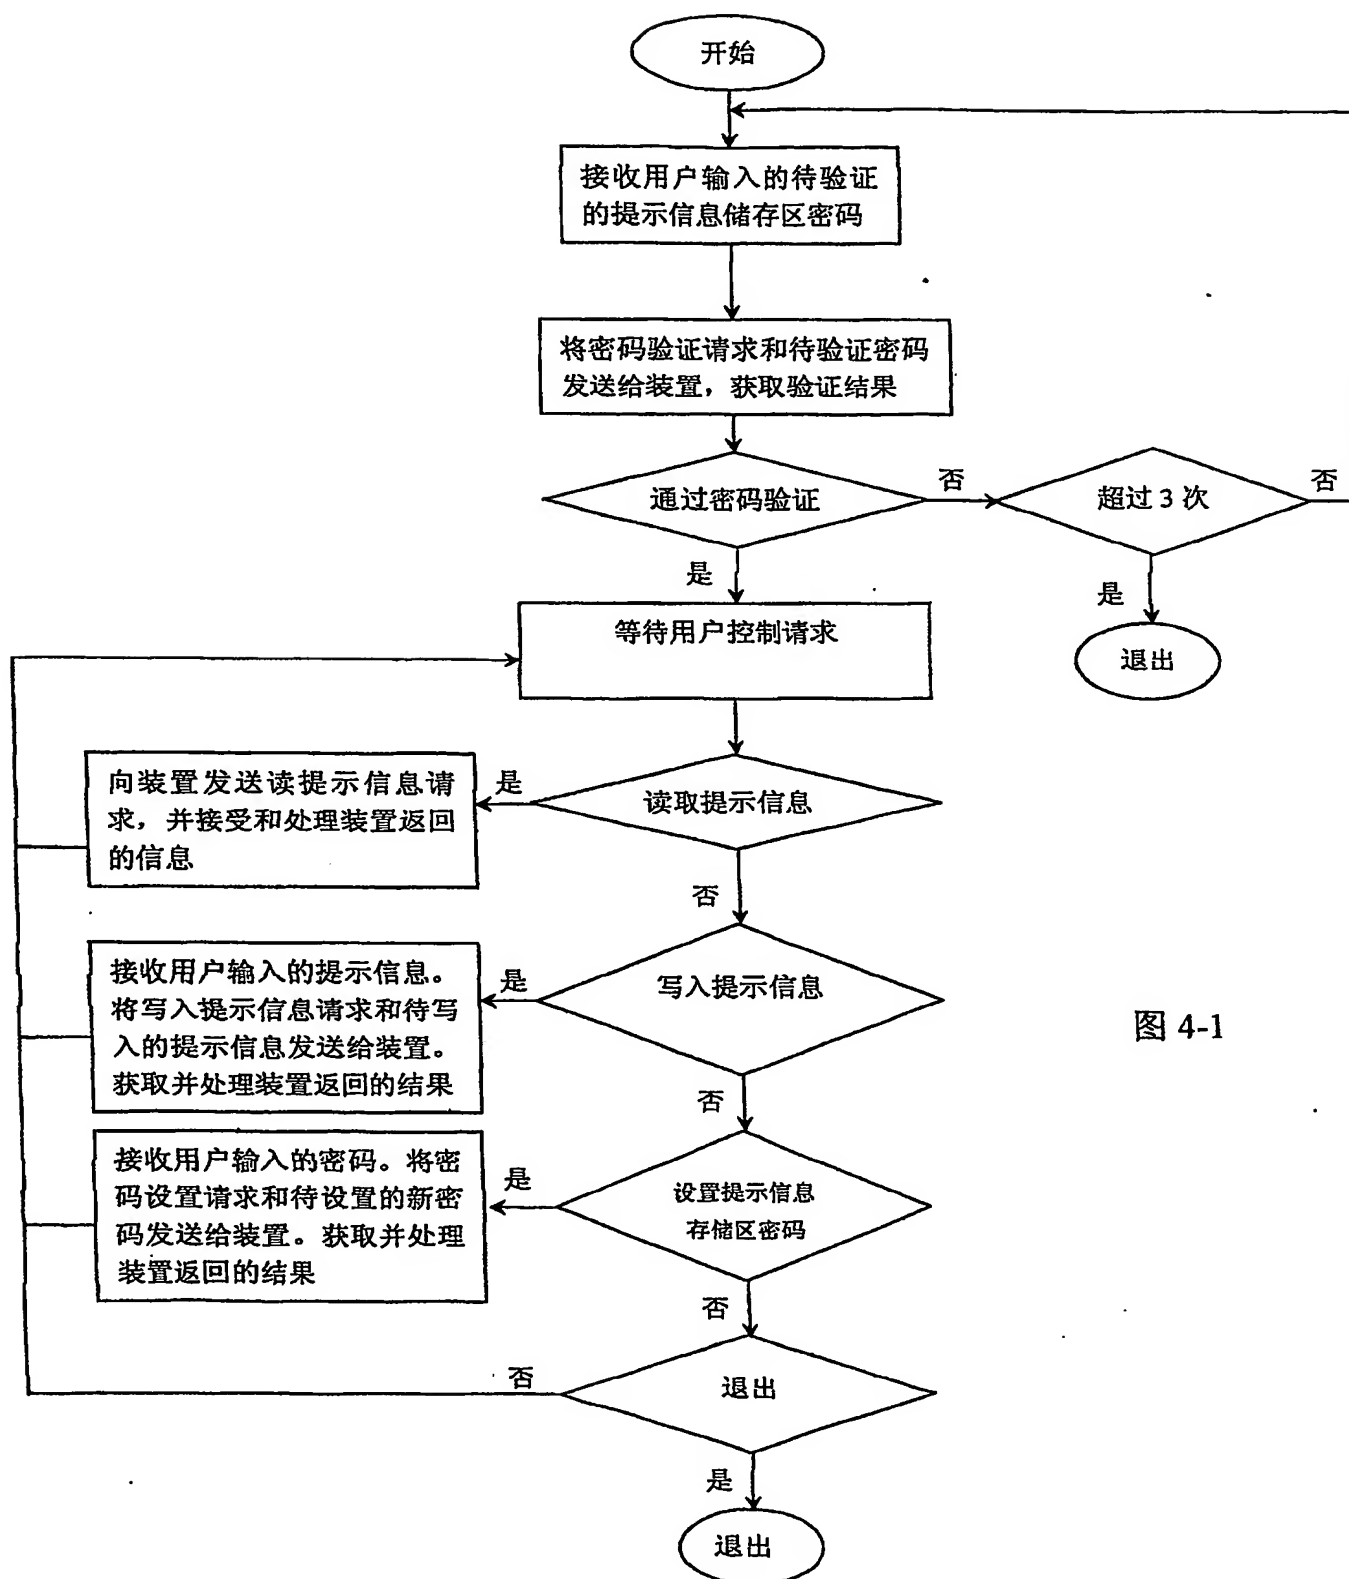 开始
接收用户输入的待验证
的提示信息储存区密码
将密码验证请求和待验证密码
发送给装置，获取验证结果
通过密码验证
否
超过 3 次
否
是
是
退出
等待用户控制请求
读取提示信息
是
向装置发送读提示信息请
求，并接受和处理装置返回
的信息
否
写入提示信息
是
接收用户输入的提示信息。
将写入提示信息请求和待写
入的提示信息发送给装置。
获取并处理装置返回的结果
图 4-1
否
设置提示信息
存储区密码
是
接收用户输入的密码。将密
码设置请求和待设置的新密
码发送给装置。获取并处理
装置返回的结果
否
退出
否
是
退出